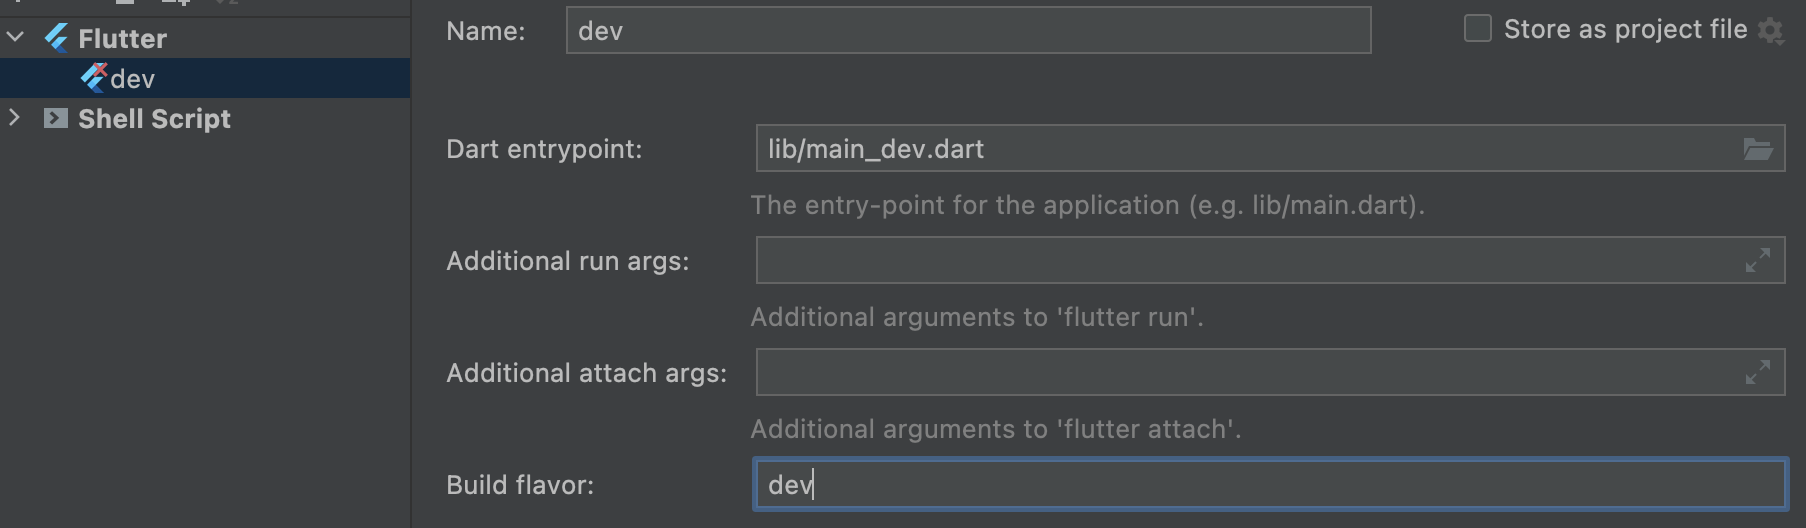 Flutter
dev
Shell Script
Name: dev
Store as project file
Dart entrypoint: lib/main_dev.dart
The entry-point for the application (e.g. lib/main.dart).
Additional run args:
Additional arguments to 'flutter run'.
Additional attach args:
Additional arguments to 'flutter attach'.
Build flavor: dev